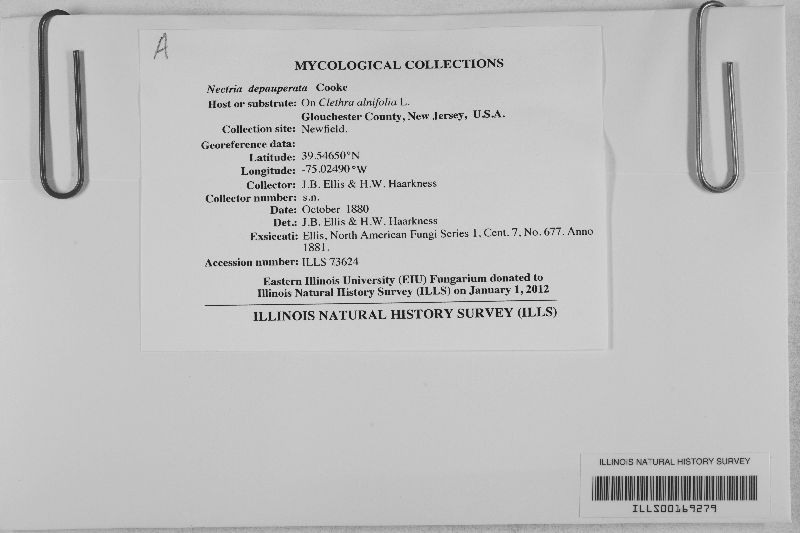 A
MYCOLOGICAL COLLECTIONS
Nectria depauperata Cooke
Host or substrate: On Clethra alnifolia L.
Glouchester County, New Jersey, U.S.A.
Collection site: Newfield.
Georeference data:
Latitude: 39.54650°N
Longitude: -75.02490°W
Collector: J.B. Ellis & H.W. Haarkness
Collector number: s.n.
Date: October 1880
Det.: J.B. Ellis & H.W. Haarkness
Exsiccati: Ellis, North American Fungi Series 1, Cent. 7, No. 677. Anno
1881.
Accession number: ILLS 73624
Eastern Illinois University (EIU) Fungarium donated to
Illinois Natural History Survey (ILLS) on January 1, 2012
ILLINOIS NATURAL HISTORY SURVEY (ILLS)
ILLINOIS NATURAL HISTORY SURVEY
ILLS00169279